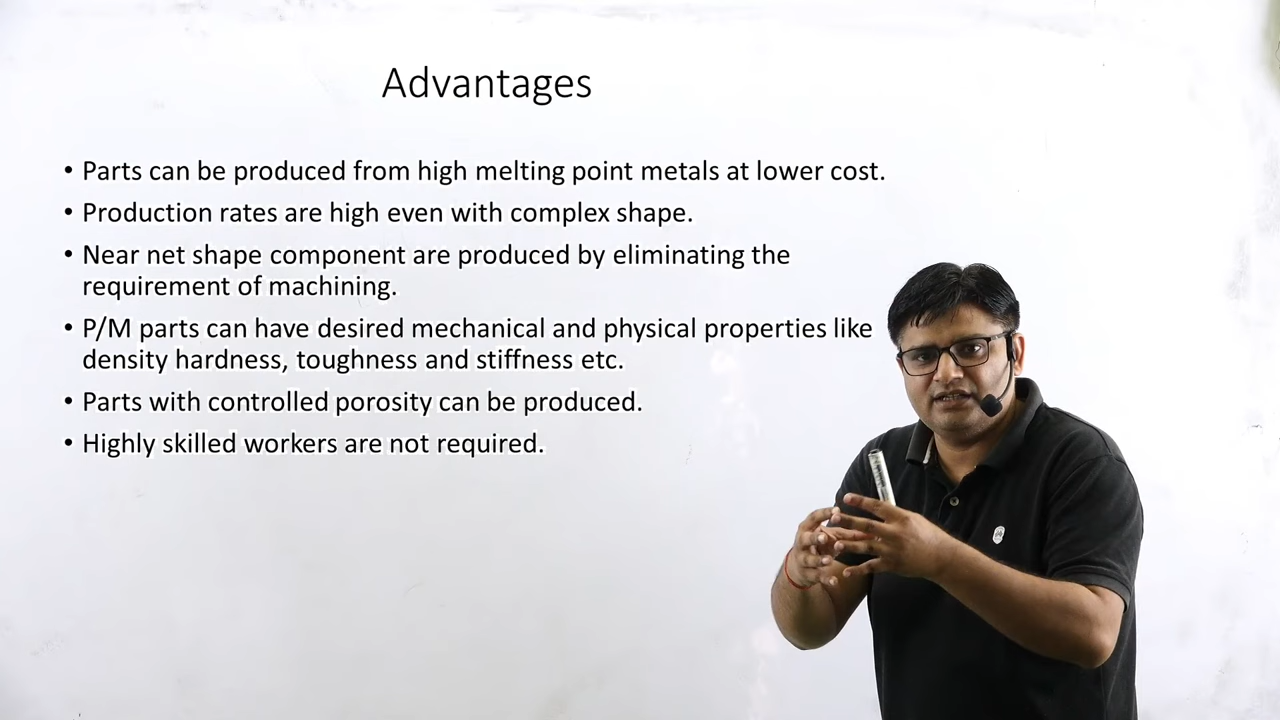 Advantages
• Parts can be produced from high melting point metals at lower cost.
• Production rates are high even with complex shape.
• Near net shape component are produced by eliminating the
requirement of machining.
• P/M parts can have desired mechanical and physical properties like
density hardness, toughness and stiffness etc.
• Parts with controlled porosity can be produced.
• Highly skilled workers are not required.